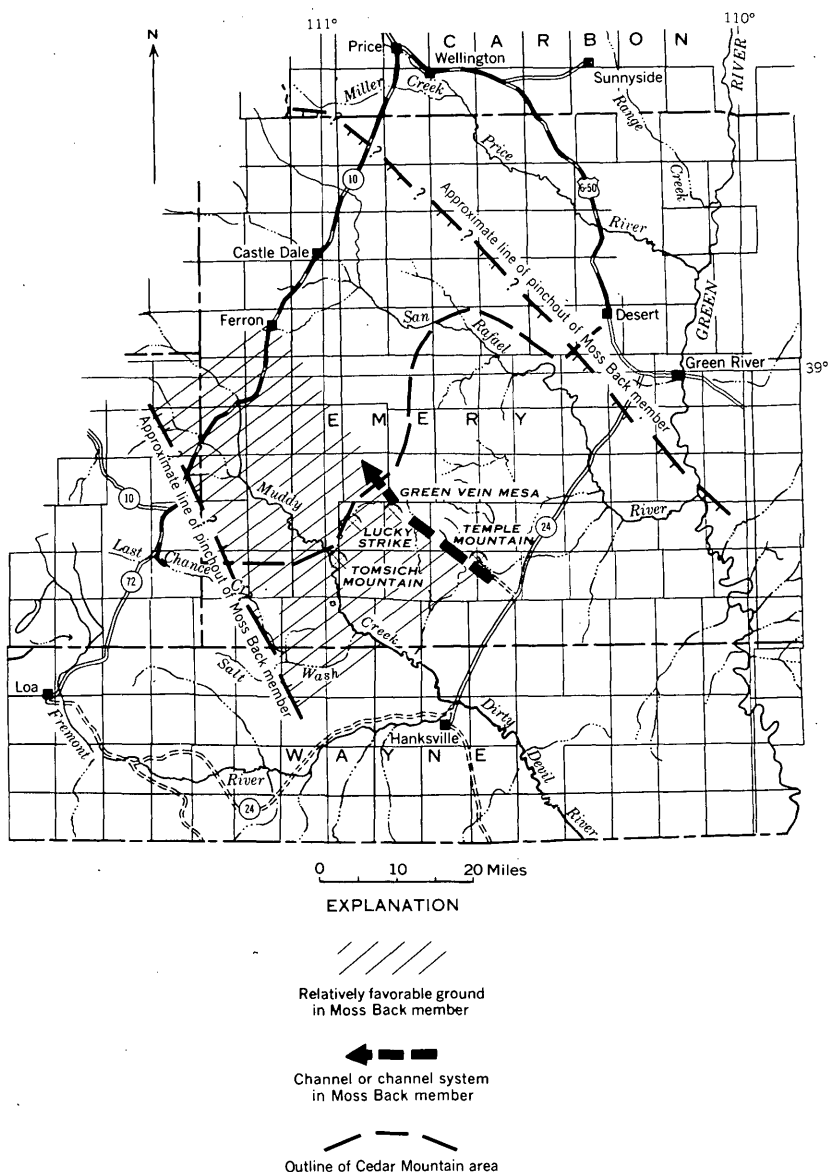 111°
110°
N
Price
C A R B O N
Wellington
Sunnyside
Miller
Creek
Range
Creek
RIVER
GREEN
Price
River
10
6-50
?
?
?
?
Approximate line of pinchout of Moss Back member
Castle Dale
Ferron
San
Rafael
Desert
Green River
39°
E M E R Y
Approximate line of pinchout of Moss Back member
?
Muddy
GREEN VEIN MESA
LUCKY
STRIKE
TEMPLE
MOUNTAIN
TOMSICH
MOUNTAIN
24
River
10
Last
Chance
Cr
72
Creek
Salt
Wash
Loa
Fremont
River
Hanksville
Dirty
Devil
River
W A Y N E
24
0 10 20 Miles
EXPLANATION
Relatively favorable ground
in Moss Back member
Channel or channel system
in Moss Back member
Outline of Cedar Mountain area